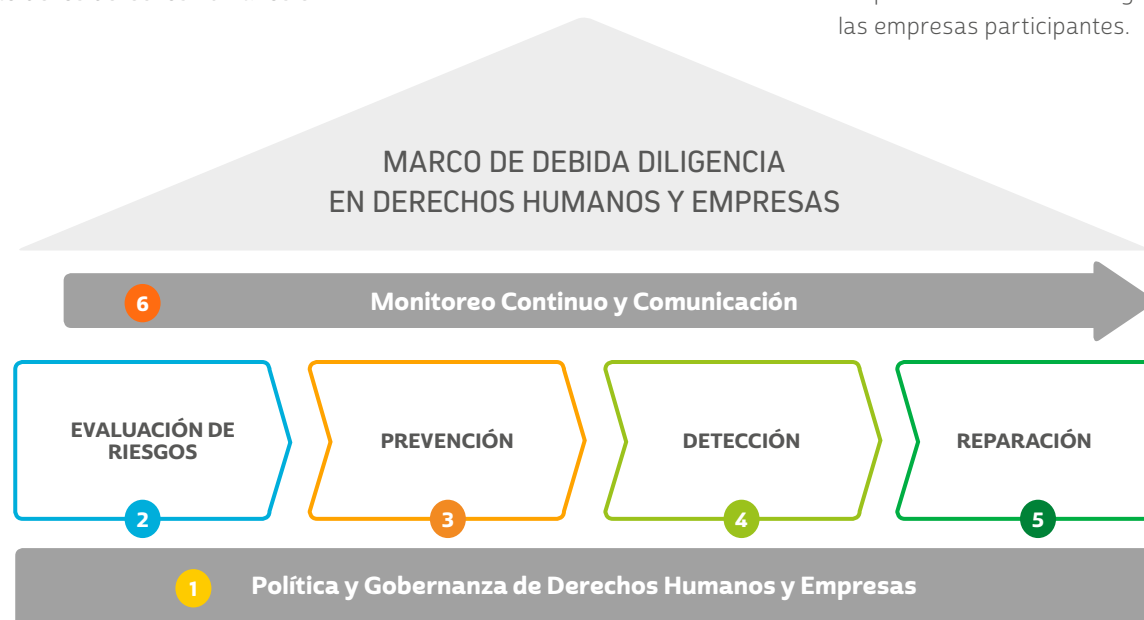 las empresas participantes.
MARCO DE DEBIDA DILIGENCIA
EN DERECHOS HUMANOS Y EMPRESAS
6
Monitoreo Continuo y Comunicación
EVALUACIÓN DE
RIESGOS
2
PREVENCIÓN
3
DETECCIÓN
4
REPARACIÓN
5
1
Política y Gobernanza de Derechos Humanos y Empresas